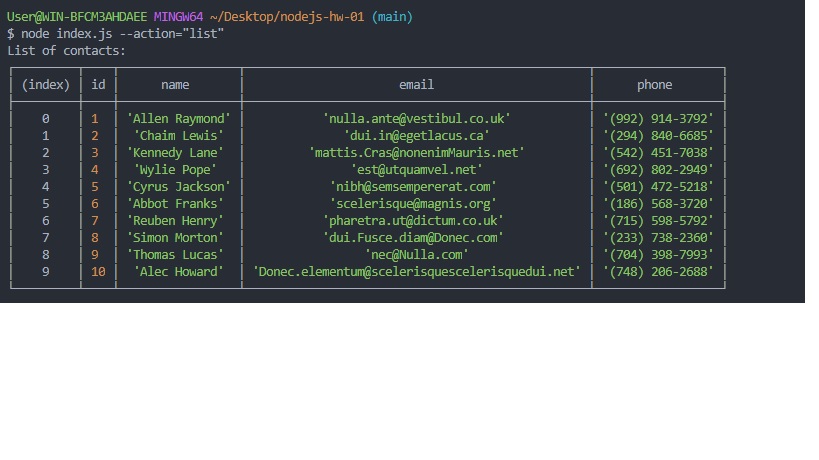 User@WIN-BFCM3AHDAEE MINGW64 ~/Desktop/nodejs-hw-01 (main)
$ node index.js --action="list"
List of contacts:
(index) id name email phone
0 1 'Allen Raymond' 'nulla.ante@vestibul.co.uk' '(992) 914-3792'
1 2 'Chaim Lewis' 'dui.in@egetlacus.ca' '(294) 840-6685'
2 3 'Kennedy Lane' 'mattis.Cras@nonenimMauris.net' '(542) 451-7038'
3 4 'Wylie Pope' 'est@utquamvel.net' '(692) 802-2949'
4 5 'Cyrus Jackson' 'nibh@semsempererat.com' '(501) 472-5218'
5 6 'Abbot Franks' 'scelerisque@magnis.org' '(186) 568-3720'
6 7 'Reuben Henry' 'pharetra.ut@dictum.co.uk' '(715) 598-5792'
7 8 'Simon Morton' 'dui.Fusce.diam@Donec.com' '(233) 738-2360'
8 9 'Thomas Lucas' 'nec@Nulla.com' '(704) 398-7993'
9 10 'Alec Howard' 'Donec.elementum@scelerisquescelerisquedui.net' '(748) 206-2688'